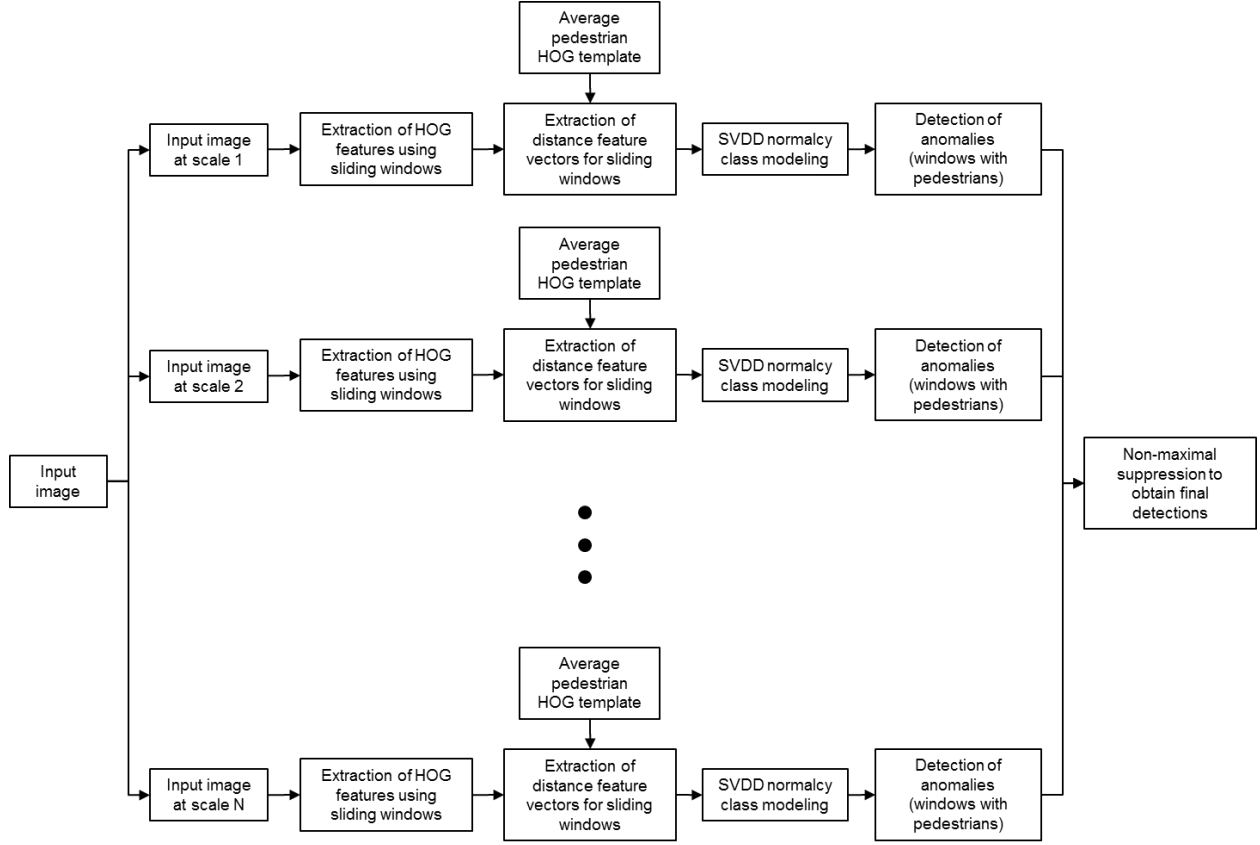 Average
pedestrian
HOG template
Input image
at scale 1
Extraction of HOG
features using
sliding windows
Extraction of
distance feature
vectors for sliding
windows
SVDD normalcy
class modeling
Detection of
anomalies
(windows with
pedestrians)
Average
pedestrian
HOG template
Input image
at scale 2
Extraction of HOG
features using
sliding windows
Extraction of
distance feature
vectors for sliding
windows
SVDD normalcy
class modeling
Detection of
anomalies
(windows with
pedestrians)
Input
image
Non-maximal
suppression to
obtain final
detections
Average
pedestrian
HOG template
Input image
at scale N
Extraction of HOG
features using
sliding windows
Extraction of
distance feature
vectors for sliding
windows
SVDD normalcy
class modeling
Detection of
anomalies
(windows with
pedestrians)